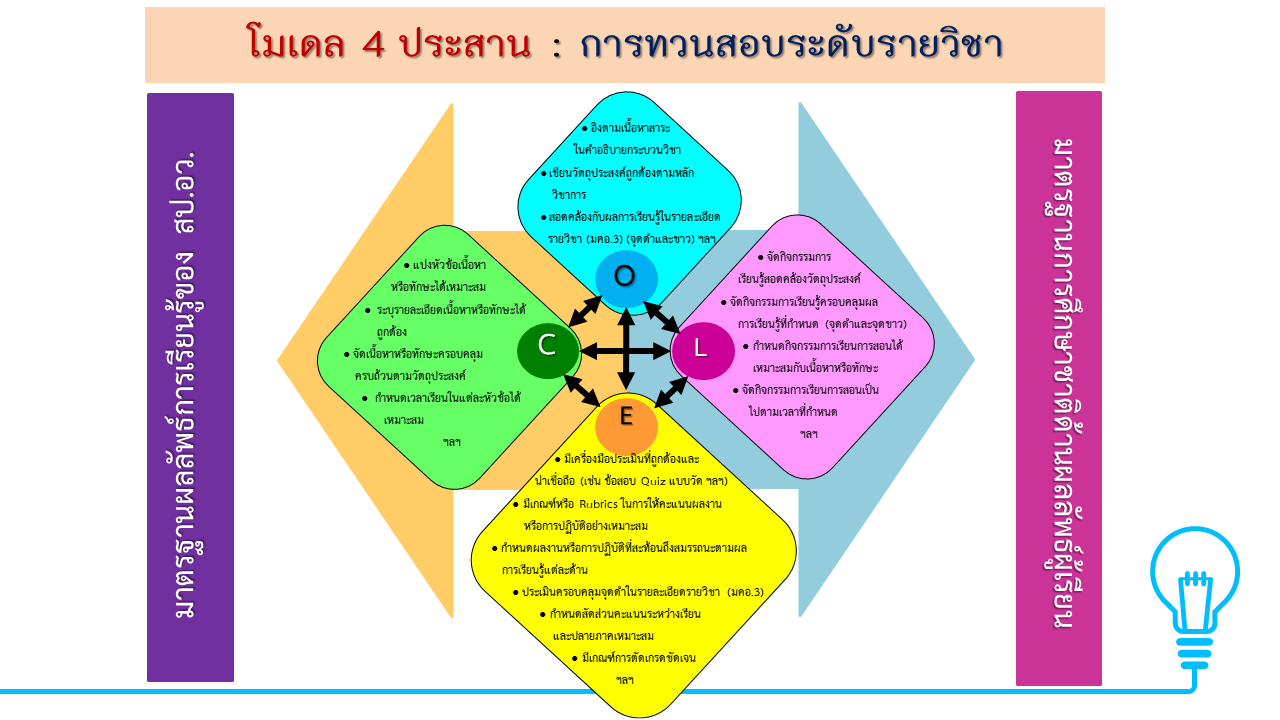 โมเดล 4 ประสาน : การทวนสอบระดับรายวิชา
มาตรฐานผลลัพธ์การเรียนรู้ของ สป.อว.
● อิงตามเนื้อหาสาระ
ในคำอธิบายกระบวนวิชา
● เขียนวัตถุประสงค์ถูกต้องตามหลัก
วิชาการ
● สอดคล้องกับผลการเรียนรู้ในรายละเอียด
รายวิชา (มคอ.3) (จุดดำและขาว) ฯลฯ
O
● แบ่งหัวข้อเนื้อหา
หรือทักษะได้เหมาะสม
● ระบุรายละเอียดเนื้อหาหรือทักษะได้
ถูกต้อง
● จัดเนื้อหาหรือทักษะครอบคลุม
ครบถ้วนตามวัตถุประสงค์
● กำหนดเวลาเรียนในแต่ละหัวข้อได้
เหมาะสม
ฯลฯ
C
L
● จัดกิจกรรมการ
เรียนรู้สอดคล้องวัตถุประสงค์
● จัดกิจกรรมการเรียนรู้ครอบคลุมผล
การเรียนรู้ที่กำหนด (จุดดำและจุดขาว)
● กำหนดกิจกรรมการเรียนการสอนได้
เหมาะสมกับเนื้อหาหรือทักษะ
● จัดกิจกรรมการเรียนการสอนเป็น
ไปตามเวลาที่กำหนด
ฯลฯ
E
● มีเครื่องมือประเมินที่ถูกต้องและ
น่าเชื่อถือ (เช่น ข้อสอบ Quiz แบบวัด ฯลฯ)
● มีเกณฑ์หรือ Rubrics ในการให้คะแนนผลงาน
หรือการปฏิบัติอย่างเหมาะสม
● กำหนดผลงานหรือการปฏิบัติที่สะท้อนถึงสมรรถนะตามผล
การเรียนรู้แต่ละด้าน
● ประเมินครอบคลุมจุดดำในรายละเอียดรายวิชา (มคอ.3)
● กำหนดสัดส่วนคะแนนระหว่างเรียน
และปลายภาคเหมาะสม
● มีเกณฑ์การตัดเกรดชัดเจน
ฯลฯ
มาตรฐานการศึกษาชาติด้านผลลัพธ์ผู้เรียน